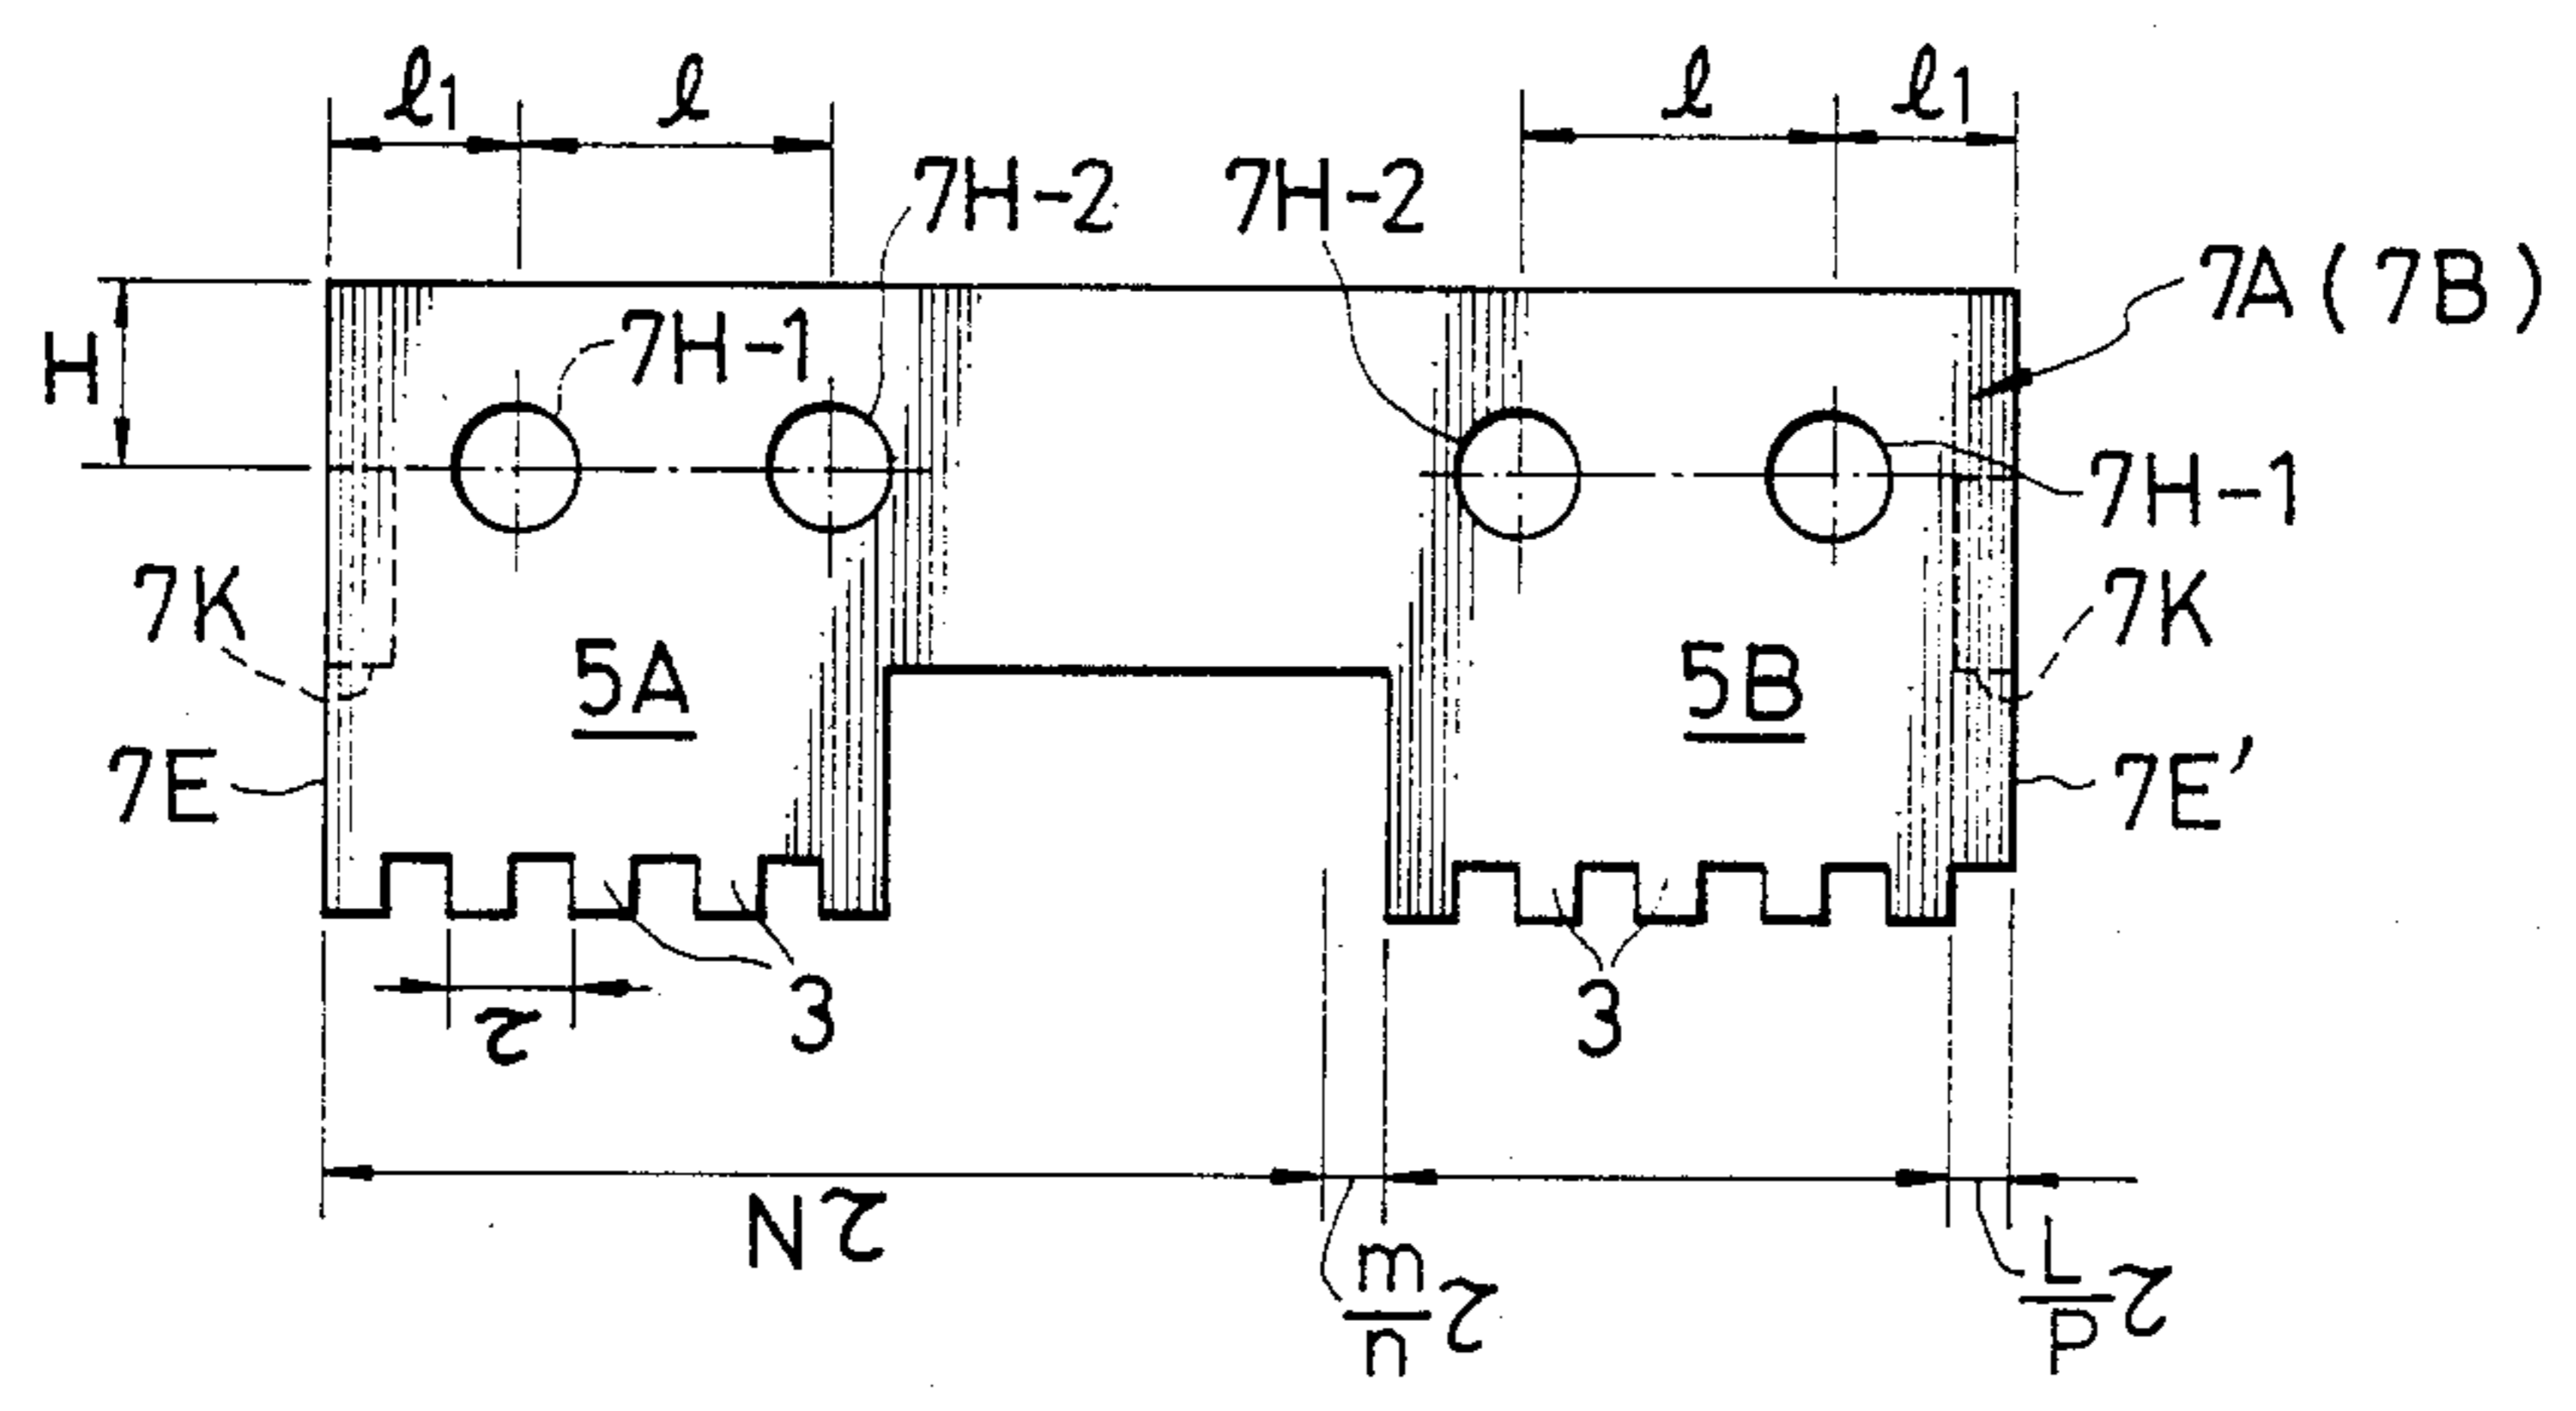 ℓ1 ℓ ℓ ℓ1
7H-2 7H-2
7A(7B)
H 7H-1
7H-1
7K 7K
5A 5B
7E 7E'
τ 3 3
Nτ
m/n τ L/P τ